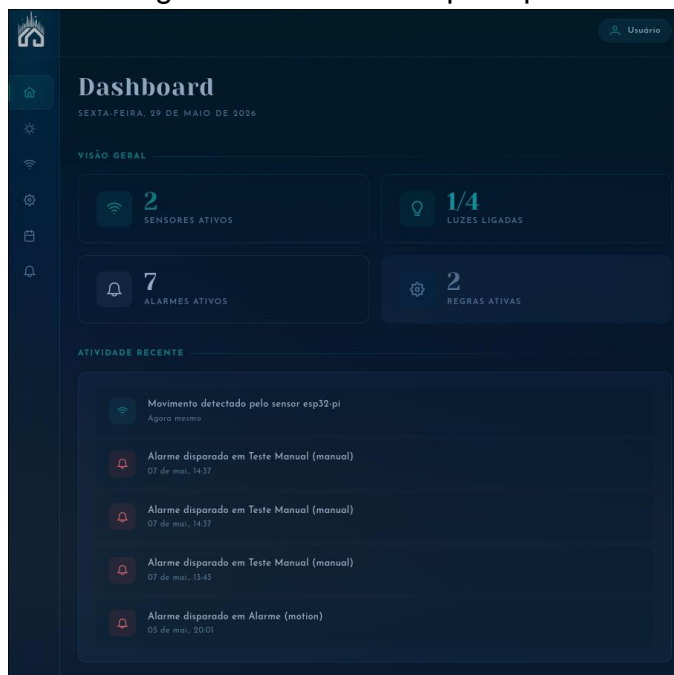 Usuário
Dashboard
SEXTA-FEIRA, 29 DE MAIO DE 2026
VISÃO GERAL
2
SENSORES ATIVOS
1/4
LUZES LIGADAS
7
ALARMES ATIVOS
2
REGRAS ATIVAS
ATIVIDADE RECENTE
Movimento detectado pelo sensor esp32-pi
Agora mesmo
Alarme disparado em Teste Manual (manual)
07 de mai., 14:37
Alarme disparado em Teste Manual (manual)
07 de mai., 14:37
Alarme disparado em Teste Manual (manual)
07 de mai., 13:43
Alarme disparado em Alarme (motion)
05 de mai., 20:01